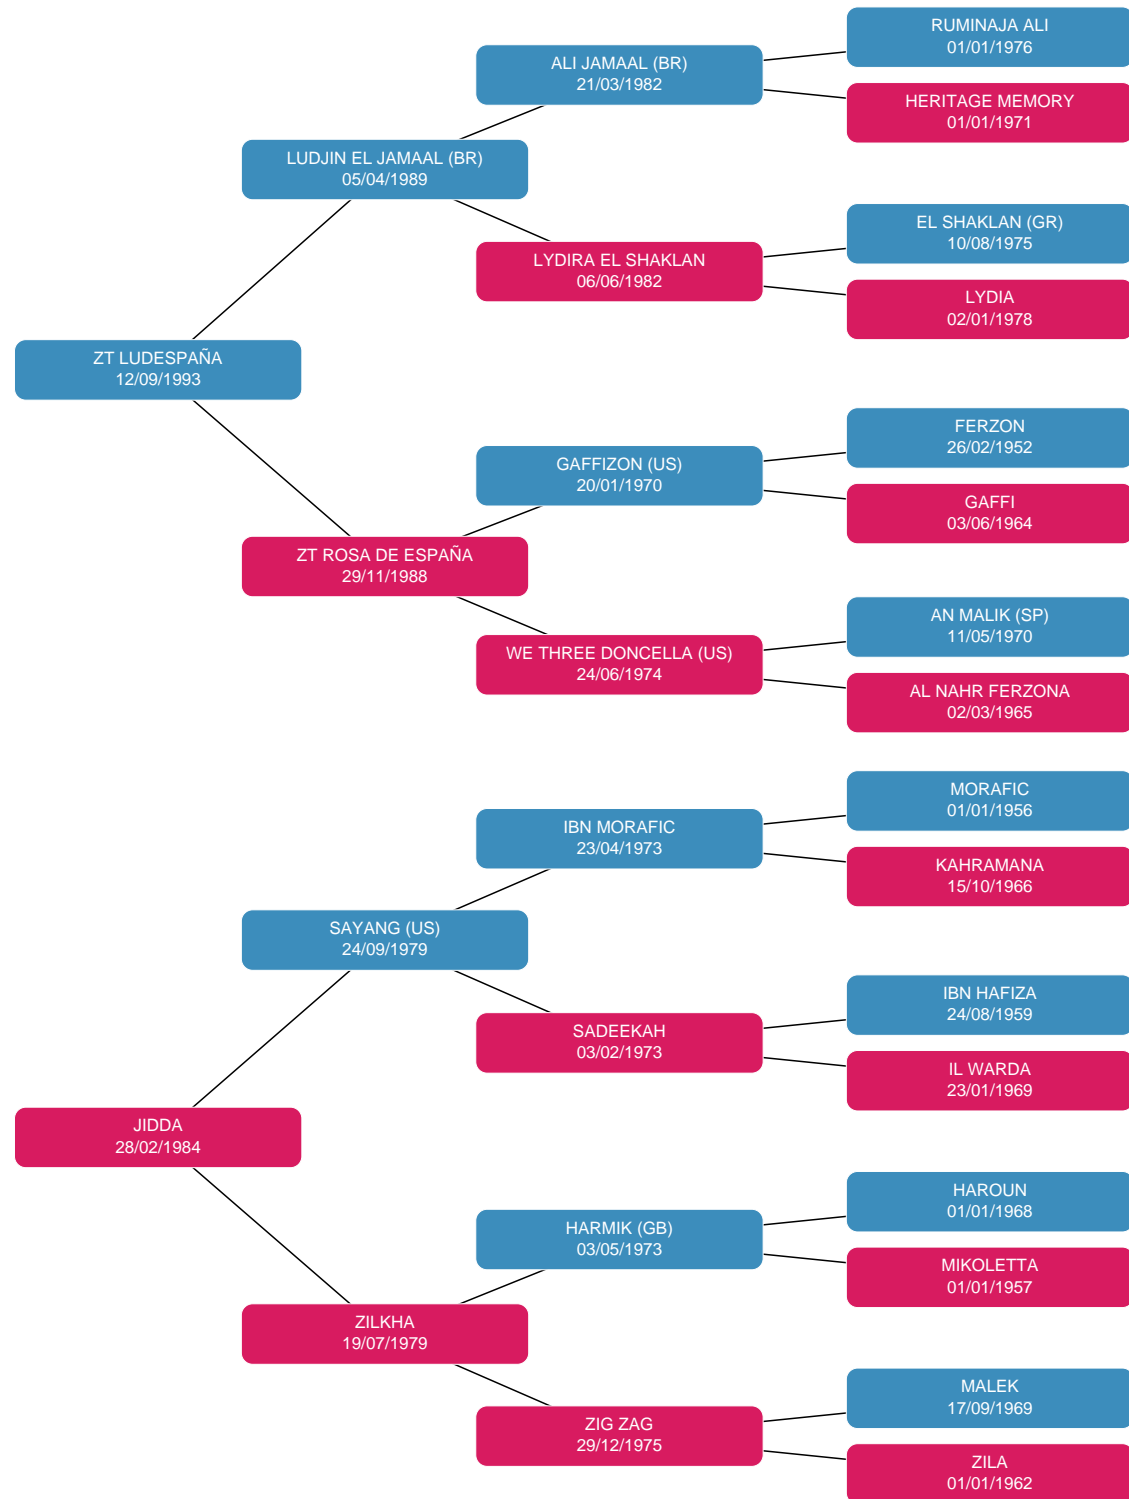 RUMINAJA ALI
01/01/1976
ALI JAMAAL (BR)
21/03/1982
HERITAGE MEMORY
01/01/1971
LUDJIN EL JAMAAL (BR)
05/04/1989
EL SHAKLAN (GR)
10/08/1975
LYDIRA EL SHAKLAN
06/06/1982
LYDIA
02/01/1978
ZT LUDESPAÑA
12/09/1993
FERZON
26/02/1952
GAFFIZON (US)
20/01/1970
GAFFI
03/06/1964
ZT ROSA DE ESPAÑA
29/11/1988
AN MALIK (SP)
11/05/1970
WE THREE DONCELLA (US)
24/06/1974
AL NAHR FERZONA
02/03/1965
MORAFIC
01/01/1956
IBN MORAFIC
23/04/1973
KAHRAMANA
15/10/1966
SAYANG (US)
24/09/1979
IBN HAFIZA
24/08/1959
SADEEKAH
03/02/1973
IL WARDA
23/01/1969
JIDDA
28/02/1984
HAROUN
01/01/1968
HARMIK (GB)
03/05/1973
MIKOLETTA
01/01/1957
ZILKHA
19/07/1979
MALEK
17/09/1969
ZIG ZAG
29/12/1975
ZILA
01/01/1962